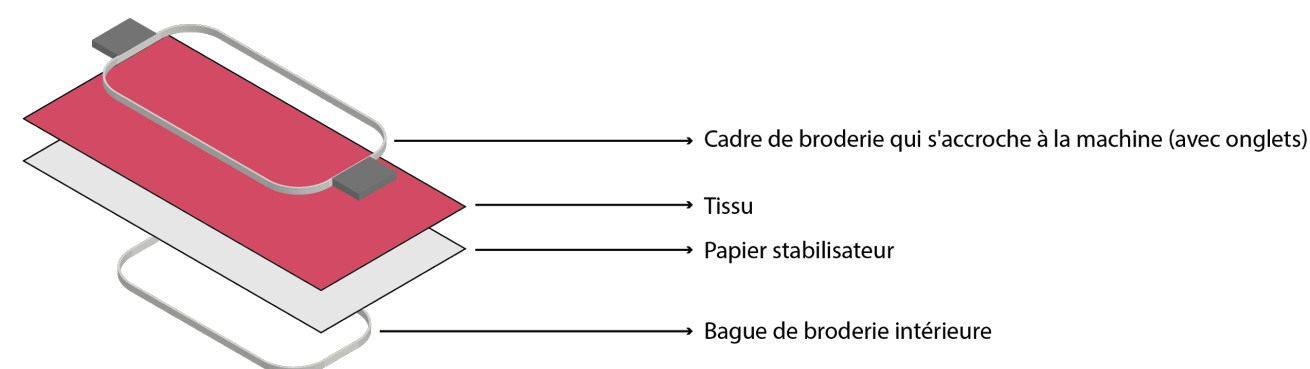 Cadre de broderie qui s'accroche à la machine (avec onglets)
Tissu
Papier stabilisateur
Bague de broderie intérieure